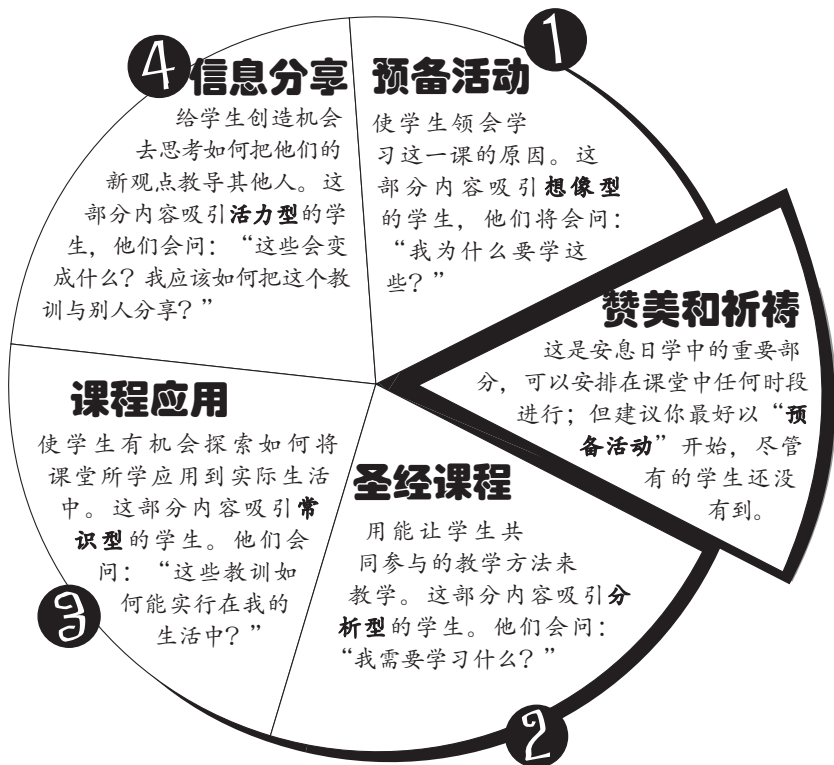 1
预备活动
使学生领会学
习这一课的原因。这
部分内容吸引想像型
的学生，他们将会问：
“我为什么要学这
些？”
赞美和祈祷
这是安息日学中的重要部
分，可以安排在课堂中任何时段
进行；但建议你最好以“预
备活动”开始，尽管
有的学生还没
有到。
2
圣经课程
用能让学生共
同参与的教学方法来
教学。这部分内容吸引分
析型的学生。他们会问：
“我需要学习什么？”
3
课程应用
使学生有机会探索如何将
课堂所学应用到实际生活
中。这部分内容吸引常
识型的学生。他们会
问：“这些教训如
何能实行在我的
生活中？”
4
信息分享
给学生创造机会
去思考如何把他们的
新观点教导其他人。这
部分内容吸引活力型的学
生，他们会问：“这些会变
成什么？我应该如何把这个教
训与别人分享？”